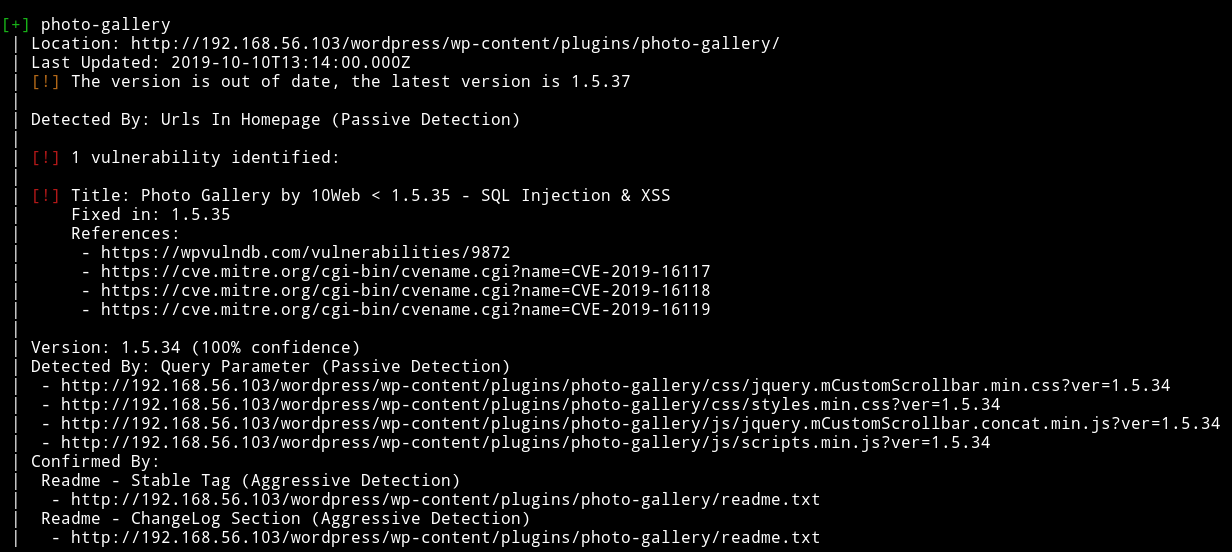 [+] photo-gallery
| Location: http://192.168.56.103/wordpress/wp-content/plugins/photo-gallery/
| Last Updated: 2019-10-10T13:14:00.000Z
| [!] The version is out of date, the latest version is 1.5.37
|
| Detected By: Urls In Homepage (Passive Detection)
|
| [!] 1 vulnerability identified:
|
| [!] Title: Photo Gallery by 10Web < 1.5.35 - SQL Injection & XSS
|     Fixed in: 1.5.35
|     References:
|      - https://wpvulndb.com/vulnerabilities/9872
|      - https://cve.mitre.org/cgi-bin/cvename.cgi?name=CVE-2019-16117
|      - https://cve.mitre.org/cgi-bin/cvename.cgi?name=CVE-2019-16118
|      - https://cve.mitre.org/cgi-bin/cvename.cgi?name=CVE-2019-16119
|
| Version: 1.5.34 (100% confidence)
| Detected By: Query Parameter (Passive Detection)
|  - http://192.168.56.103/wordpress/wp-content/plugins/photo-gallery/css/jquery.mCustomScrollbar.min.css?ver=1.5.34
|  - http://192.168.56.103/wordpress/wp-content/plugins/photo-gallery/css/styles.min.css?ver=1.5.34
|  - http://192.168.56.103/wordpress/wp-content/plugins/photo-gallery/js/jquery.mCustomScrollbar.concat.min.js?ver=1.5.34
|  - http://192.168.56.103/wordpress/wp-content/plugins/photo-gallery/js/scripts.min.js?ver=1.5.34
| Confirmed By:
|  Readme - Stable Tag (Aggressive Detection)
|   - http://192.168.56.103/wordpress/wp-content/plugins/photo-gallery/readme.txt
|  Readme - ChangeLog Section (Aggressive Detection)
|   - http://192.168.56.103/wordpress/wp-content/plugins/photo-gallery/readme.txt